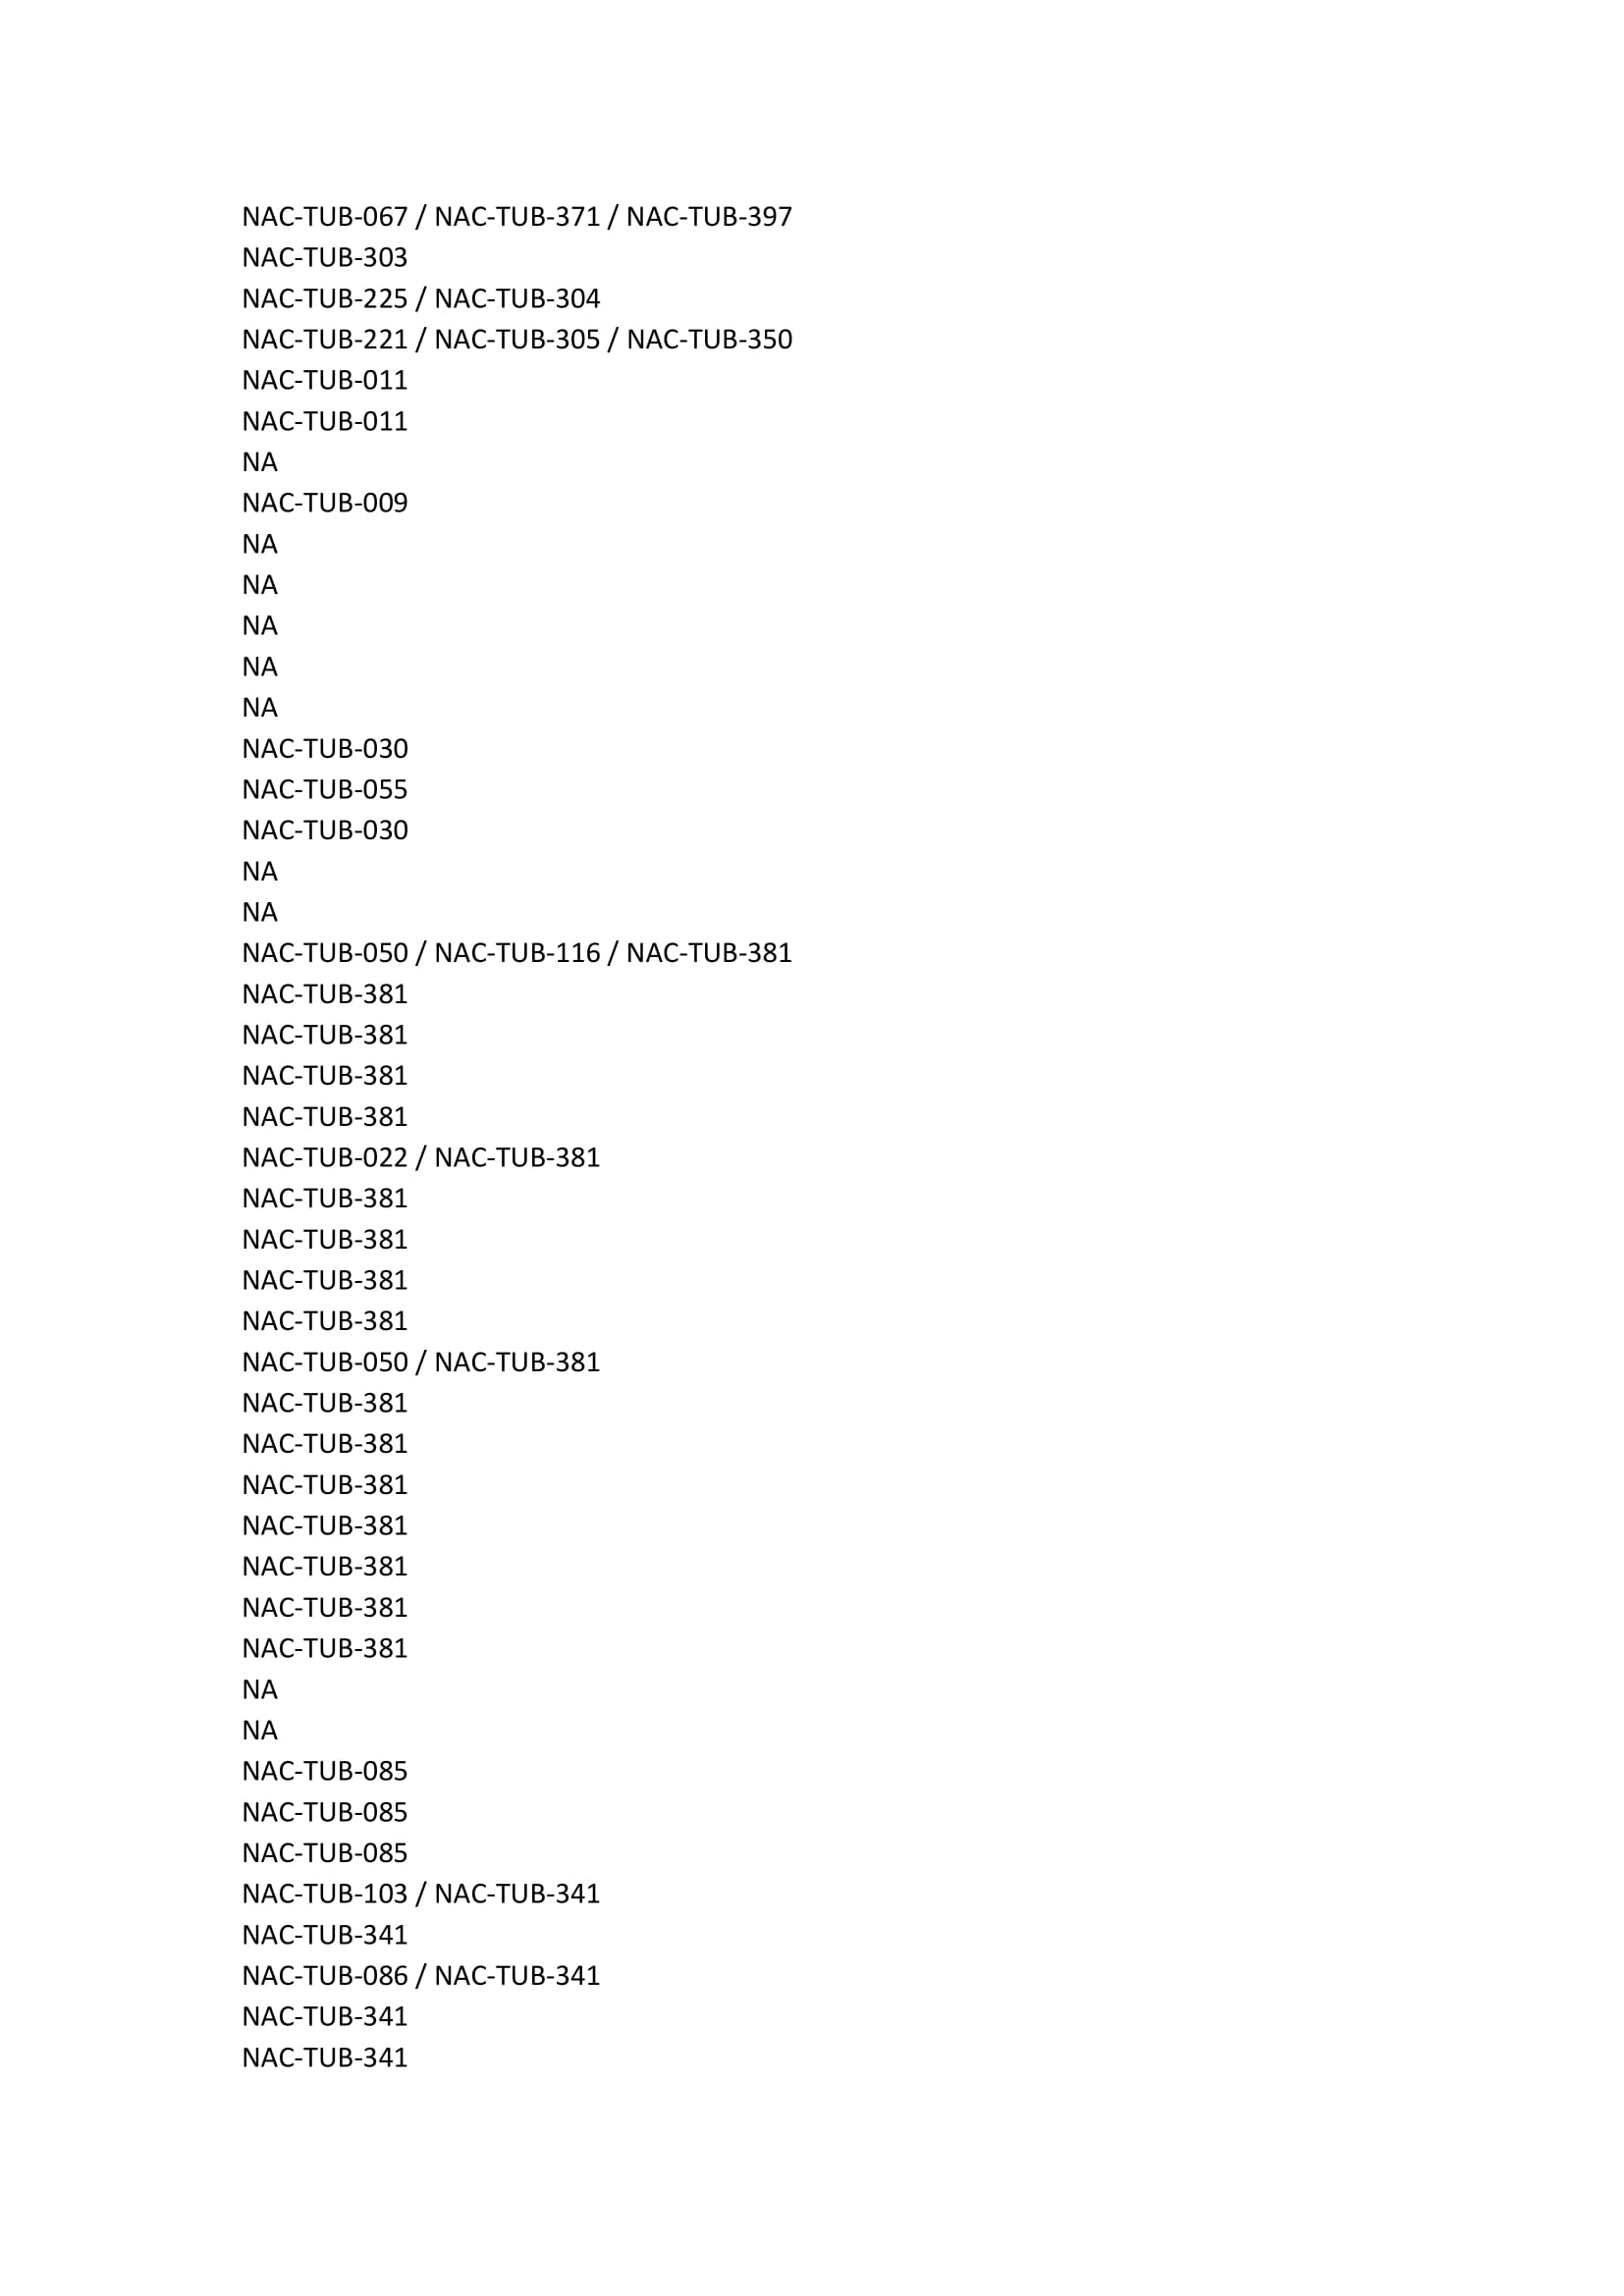 NAC-TUB-067 / NAC-TUB-371 / NAC-TUB-397
NAC-TUB-303
NAC-TUB-225 / NAC-TUB-304
NAC-TUB-221 / NAC-TUB-305 / NAC-TUB-350
NAC-TUB-011
NAC-TUB-011
NA
NAC-TUB-009
NA
NA
NA
NA
NA
NAC-TUB-030
NAC-TUB-055
NAC-TUB-030
NA
NA
NAC-TUB-050 / NAC-TUB-116 / NAC-TUB-381
NAC-TUB-381
NAC-TUB-381
NAC-TUB-381
NAC-TUB-381
NAC-TUB-022 / NAC-TUB-381
NAC-TUB-381
NAC-TUB-381
NAC-TUB-381
NAC-TUB-381
NAC-TUB-050 / NAC-TUB-381
NAC-TUB-381
NAC-TUB-381
NAC-TUB-381
NAC-TUB-381
NAC-TUB-381
NAC-TUB-381
NAC-TUB-381
NA
NA
NAC-TUB-085
NAC-TUB-085
NAC-TUB-085
NAC-TUB-103 / NAC-TUB-341
NAC-TUB-341
NAC-TUB-086 / NAC-TUB-341
NAC-TUB-341
NAC-TUB-341